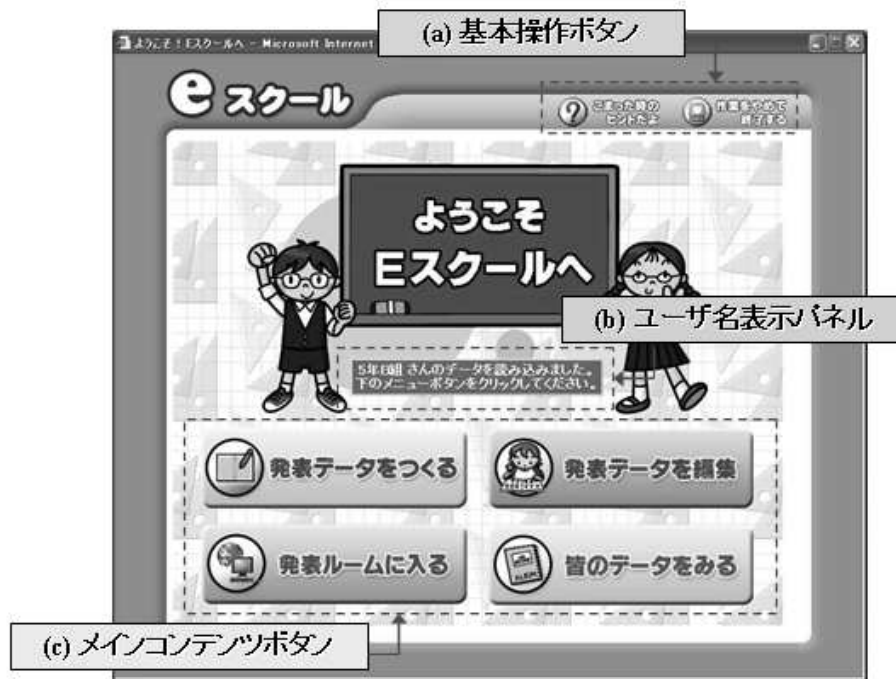 (a) 基本操作ボタン
ようこそ！Eスクールへ - Microsoft Internet
eスクール
こまった時の
ヒントだよ
作業をやめて
終了する
ようこそ
Eスクールへ
(b) ユーザ名表示パネル
5年B組 さんのデータを読み込みました。
下のメニューボタンをクリックしてください。
発表データをつくる
発表データを編集
発表ルームに入る
皆のデータをみる
ALBUM
(c) メインコンテンツボタン